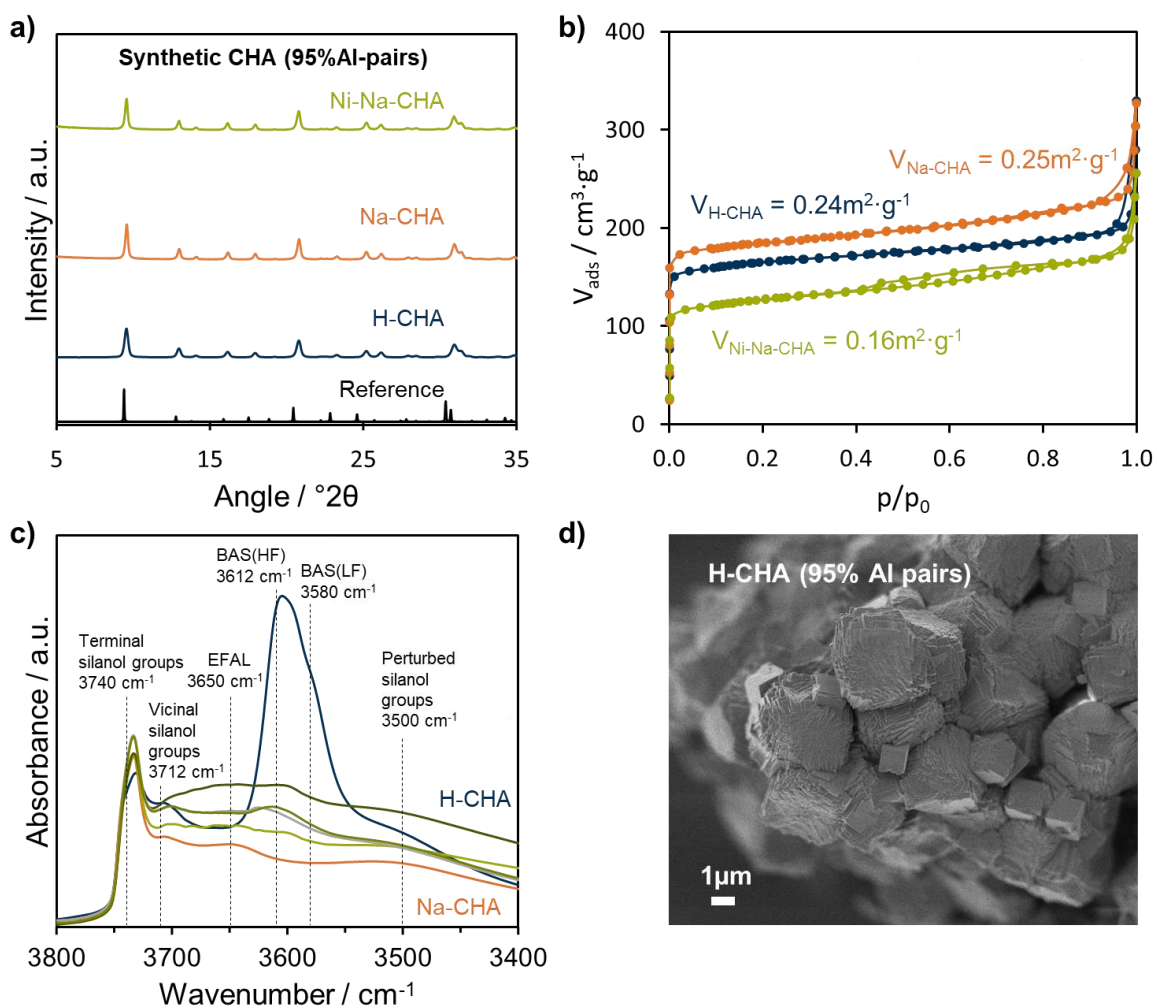 a)
Synthetic CHA (95%Al-pairs)
Ni-Na-CHA
Na-CHA
H-CHA
Reference
Intensity / a.u.
5
15
25
35
Angle / °2θ
b)
400
300
200
100
0
V_Na-CHA = 0.25m²·g⁻¹
V_H-CHA = 0.24m²·g⁻¹
V_Ni-Na-CHA = 0.16m²·g⁻¹
V_ads / cm³·g⁻¹
0.0
0.2
0.4
0.6
0.8
1.0
p/p₀
c)
BAS(HF)
3612 cm⁻¹
BAS(LF)
3580 cm⁻¹
Terminal
silanol groups
3740 cm⁻¹
EFAL
3650 cm⁻¹
Perturbed
silanol
groups
3500 cm⁻¹
Vicinal
silanol
groups
3712 cm⁻¹
H-CHA
Na-CHA
Absorbance / a.u.
3800
3700
3600
3500
3400
Wavenumber / cm⁻¹
d)
H-CHA (95% Al pairs)
1µm